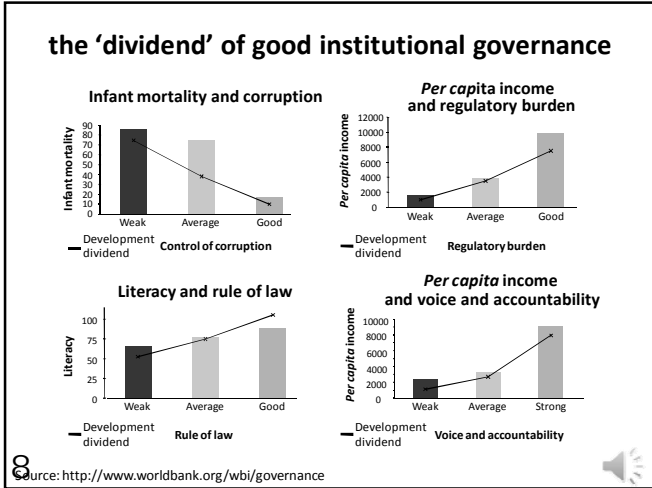 the ‘dividend’ of good institutional governance
Infant mortality and corruption
Infant mortality
90
80
70
60
50
40
30
20
10
0
Weak Average Good
Development dividend
Control of corruption
Per capita income
and regulatory burden
Per capita income
12000
10000
8000
6000
4000
2000
0
Weak Average Good
Development dividend
Regulatory burden
Literacy and rule of law
Literacy
100
75
50
25
0
Weak Average Good
Development dividend
Rule of law
Per capita income
and voice and accountability
Per capita income
10000
8000
6000
4000
2000
0
Weak Average Strong
Development dividend
Voice and accountability
8
Source: http://www.worldbank.org/wbi/governance